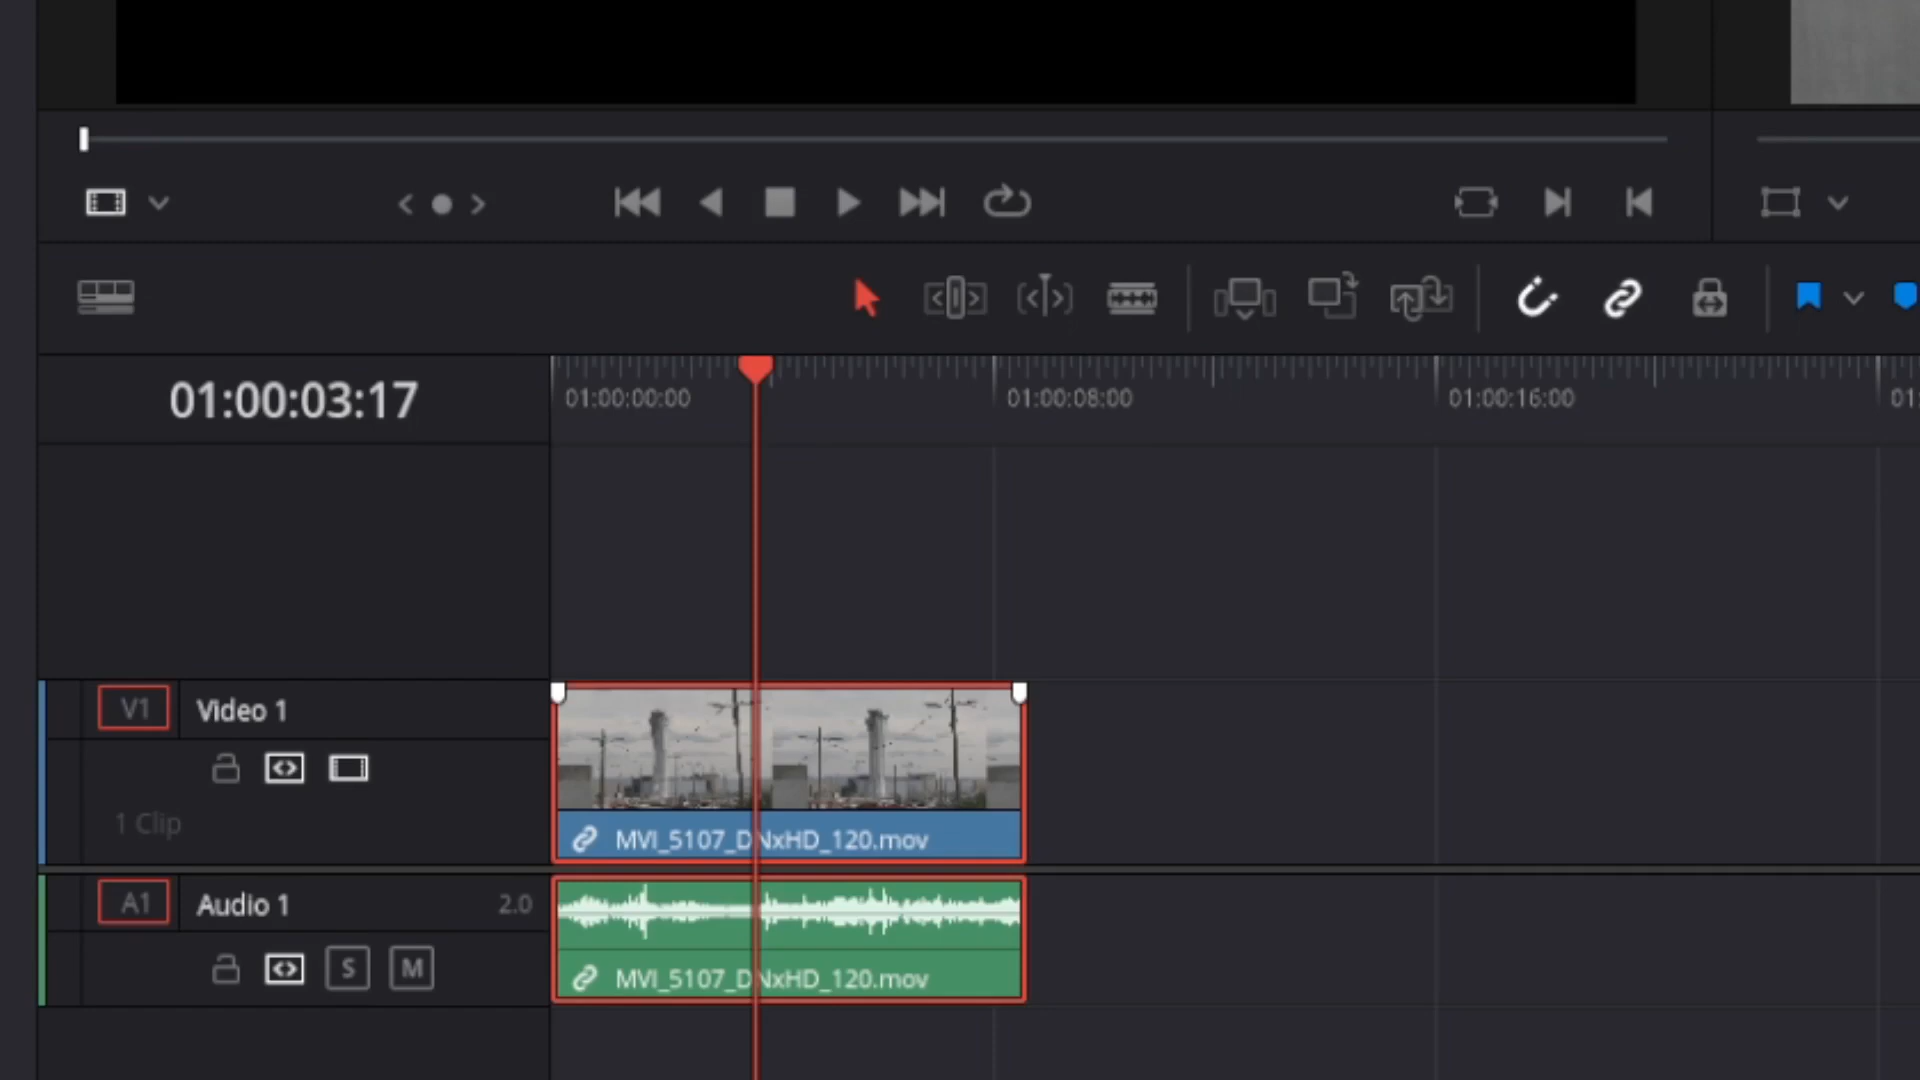 01:00:03:17
01:00:00:00
01:00:08:00
01:00:16:00
01:
V1
Video 1
1 Clip
MVI_5107_DNxHD_120.mov
A1
Audio 1
2.0
S
M
MVI_5107_DNxHD_120.mov